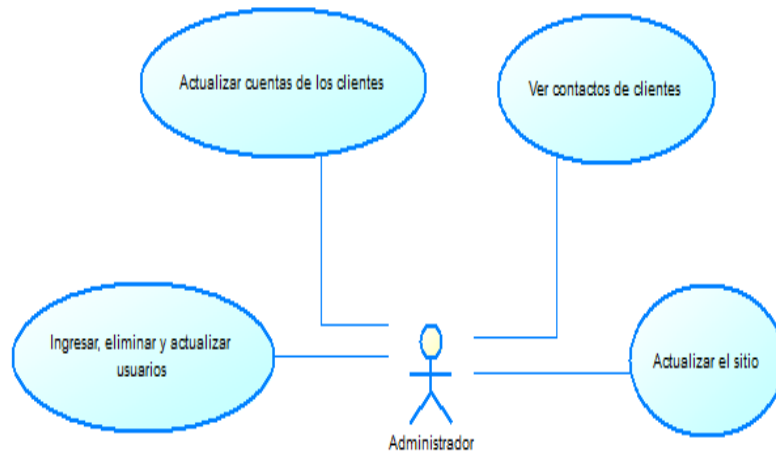 Actualizar cuentas de los clientes
Ver contactos de clientes
Ingresar, eliminar y actualizar
usuarios
Actualizar el sitio
Administrador